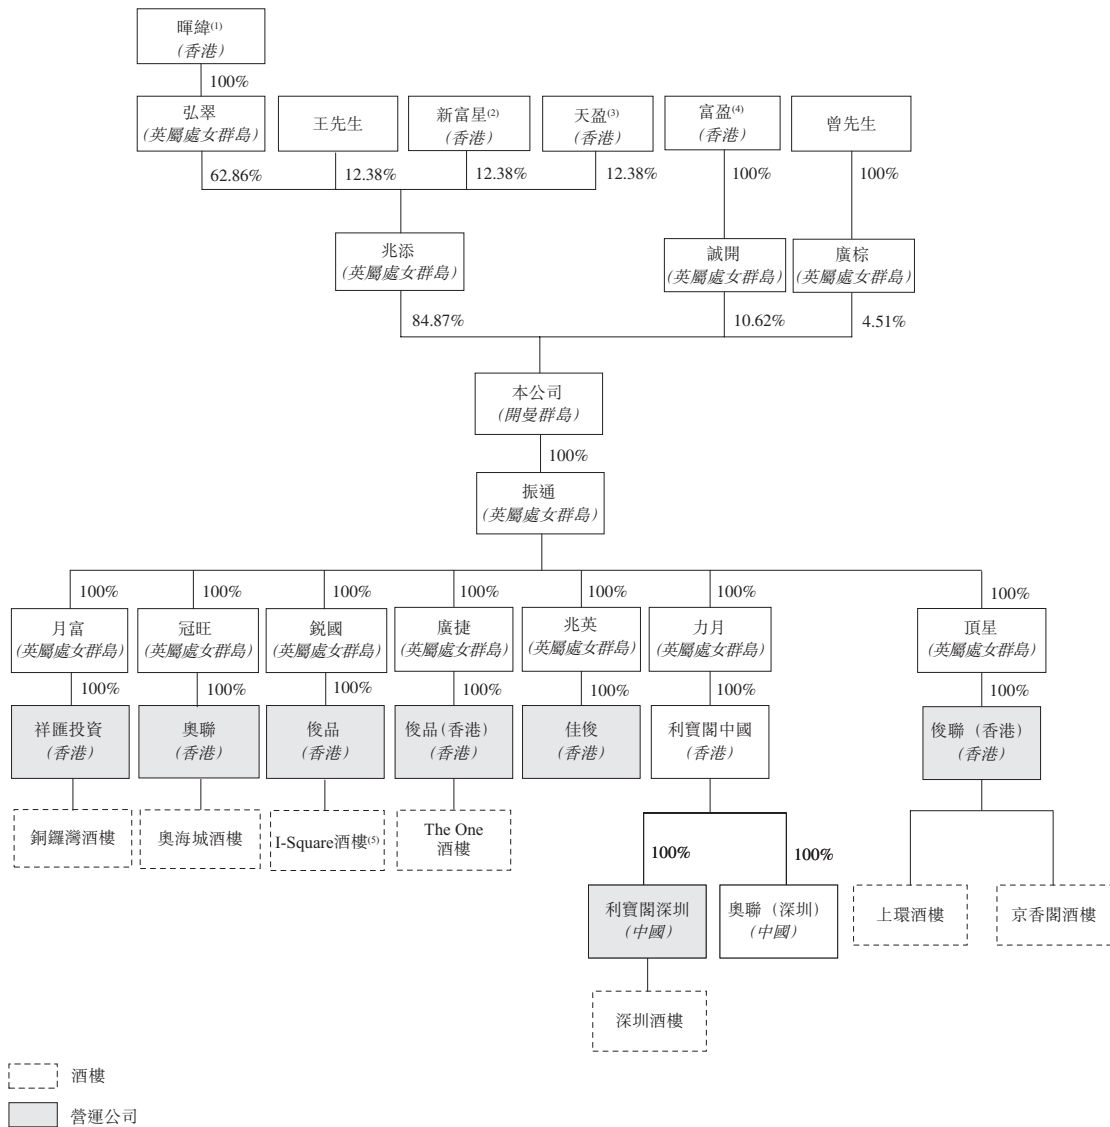 暉緯(1)
(香港)
100%
弘翠
(英屬處女群島)
王先生
新富星(2)
(香港)
天盈(3)
(香港)
富盈(4)
(香港)
曾先生
62.86%
12.38%
12.38%
12.38%
100%
100%
兆添
(英屬處女群島)
誠開
(英屬處女群島)
廣棕
(英屬處女群島)
84.87%
10.62%
4.51%
本公司
(開曼群島)
100%
振通
(英屬處女群島)
100%
100%
100%
100%
100%
100%
100%
月富
(英屬處女群島)
冠旺
(英屬處女群島)
鋭國
(英屬處女群島)
廣捷
(英屬處女群島)
兆英
(英屬處女群島)
力月
(英屬處女群島)
頂星
(英屬處女群島)
100%
100%
100%
100%
100%
100%
100%
祥匯投資
(香港)
奧聯
(香港)
俊品
(香港)
俊品(香港)
(香港)
佳俊
(香港)
利寶閣中國
(香港)
俊聯（香港）
(香港)
銅鑼灣酒樓
奧海城酒樓
I-Square酒樓(5)
The One
酒樓
100%
100%
利寶閣深圳
(中國)
奧聯（深圳）
(中國)
上環酒樓
京香閣酒樓
深圳酒樓
酒樓
營運公司